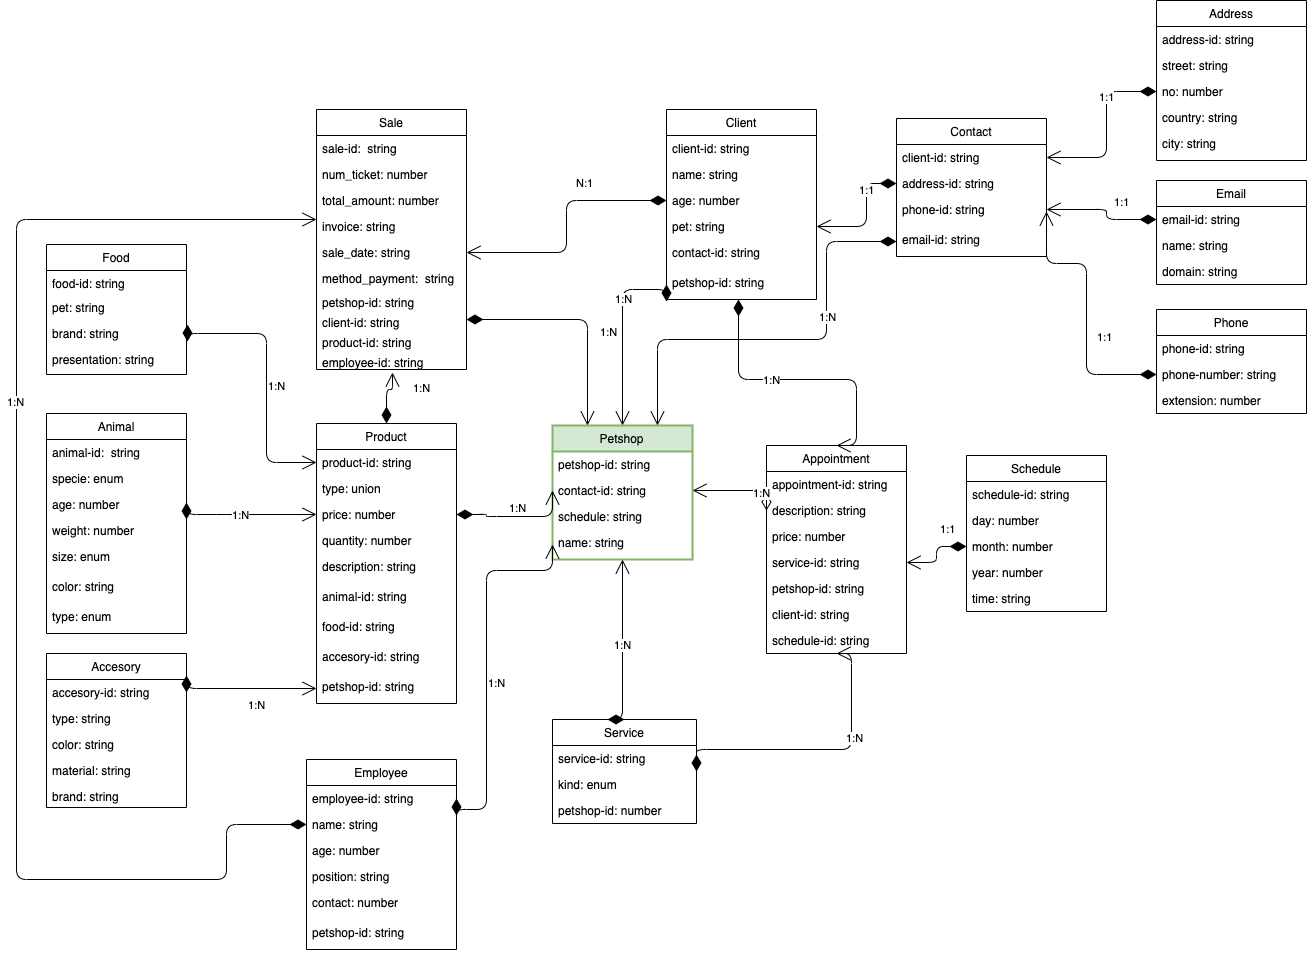 Address
address-id: string
street: string
no: number
country: string
city: string
1:1
Sale
sale-id: string
num_ticket: number
total_amount: number
invoice: string
sale_date: string
method_payment: string
petshop-id: string
client-id: string
product-id: string
employee-id: string
N:1
Client
client-id: string
name: string
age: number
pet: string
contact-id: string
petshop-id: string
1:1
Contact
client-id: string
address-id: string
phone-id: string
email-id: string
1:1
Email
email-id: string
name: string
domain: string
1:1
Phone
phone-id: string
phone-number: string
extension: number
Food
food-id: string
pet: string
brand: string
presentation: string
1:N
1:N
1:N
1:N
1:N
1:N
1:N
Animal
animal-id: string
specie: enum
age: number
weight: number
size: enum
color: string
type: enum
1:N
Product
product-id: string
type: union
price: number
quantity: number
description: string
animal-id: string
food-id: string
accesory-id: string
petshop-id: string
1:N
Petshop
petshop-id: string
contact-id: string
schedule: string
name: string
1:N
Appointment
appointment-id: string
description: string
price: number
service-id: string
petshop-id: string
client-id: string
schedule-id: string
1:1
Schedule
schedule-id: string
day: number
month: number
year: number
time: string
Accesory
accesory-id: string
type: string
color: string
material: string
brand: string
1:N
1:N
1:N
1:N
Employee
employee-id: string
name: string
age: number
position: string
contact: number
petshop-id: string
Service
service-id: string
kind: enum
petshop-id: number